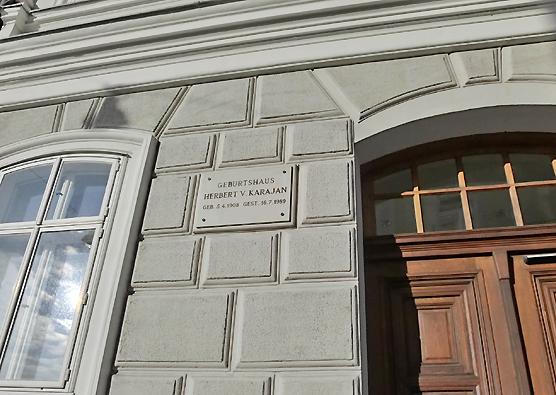 GEBURTSHAUS
HERBERT V. KARAJAN
GEB. 5.4.1908 GEST. 16.7.1989